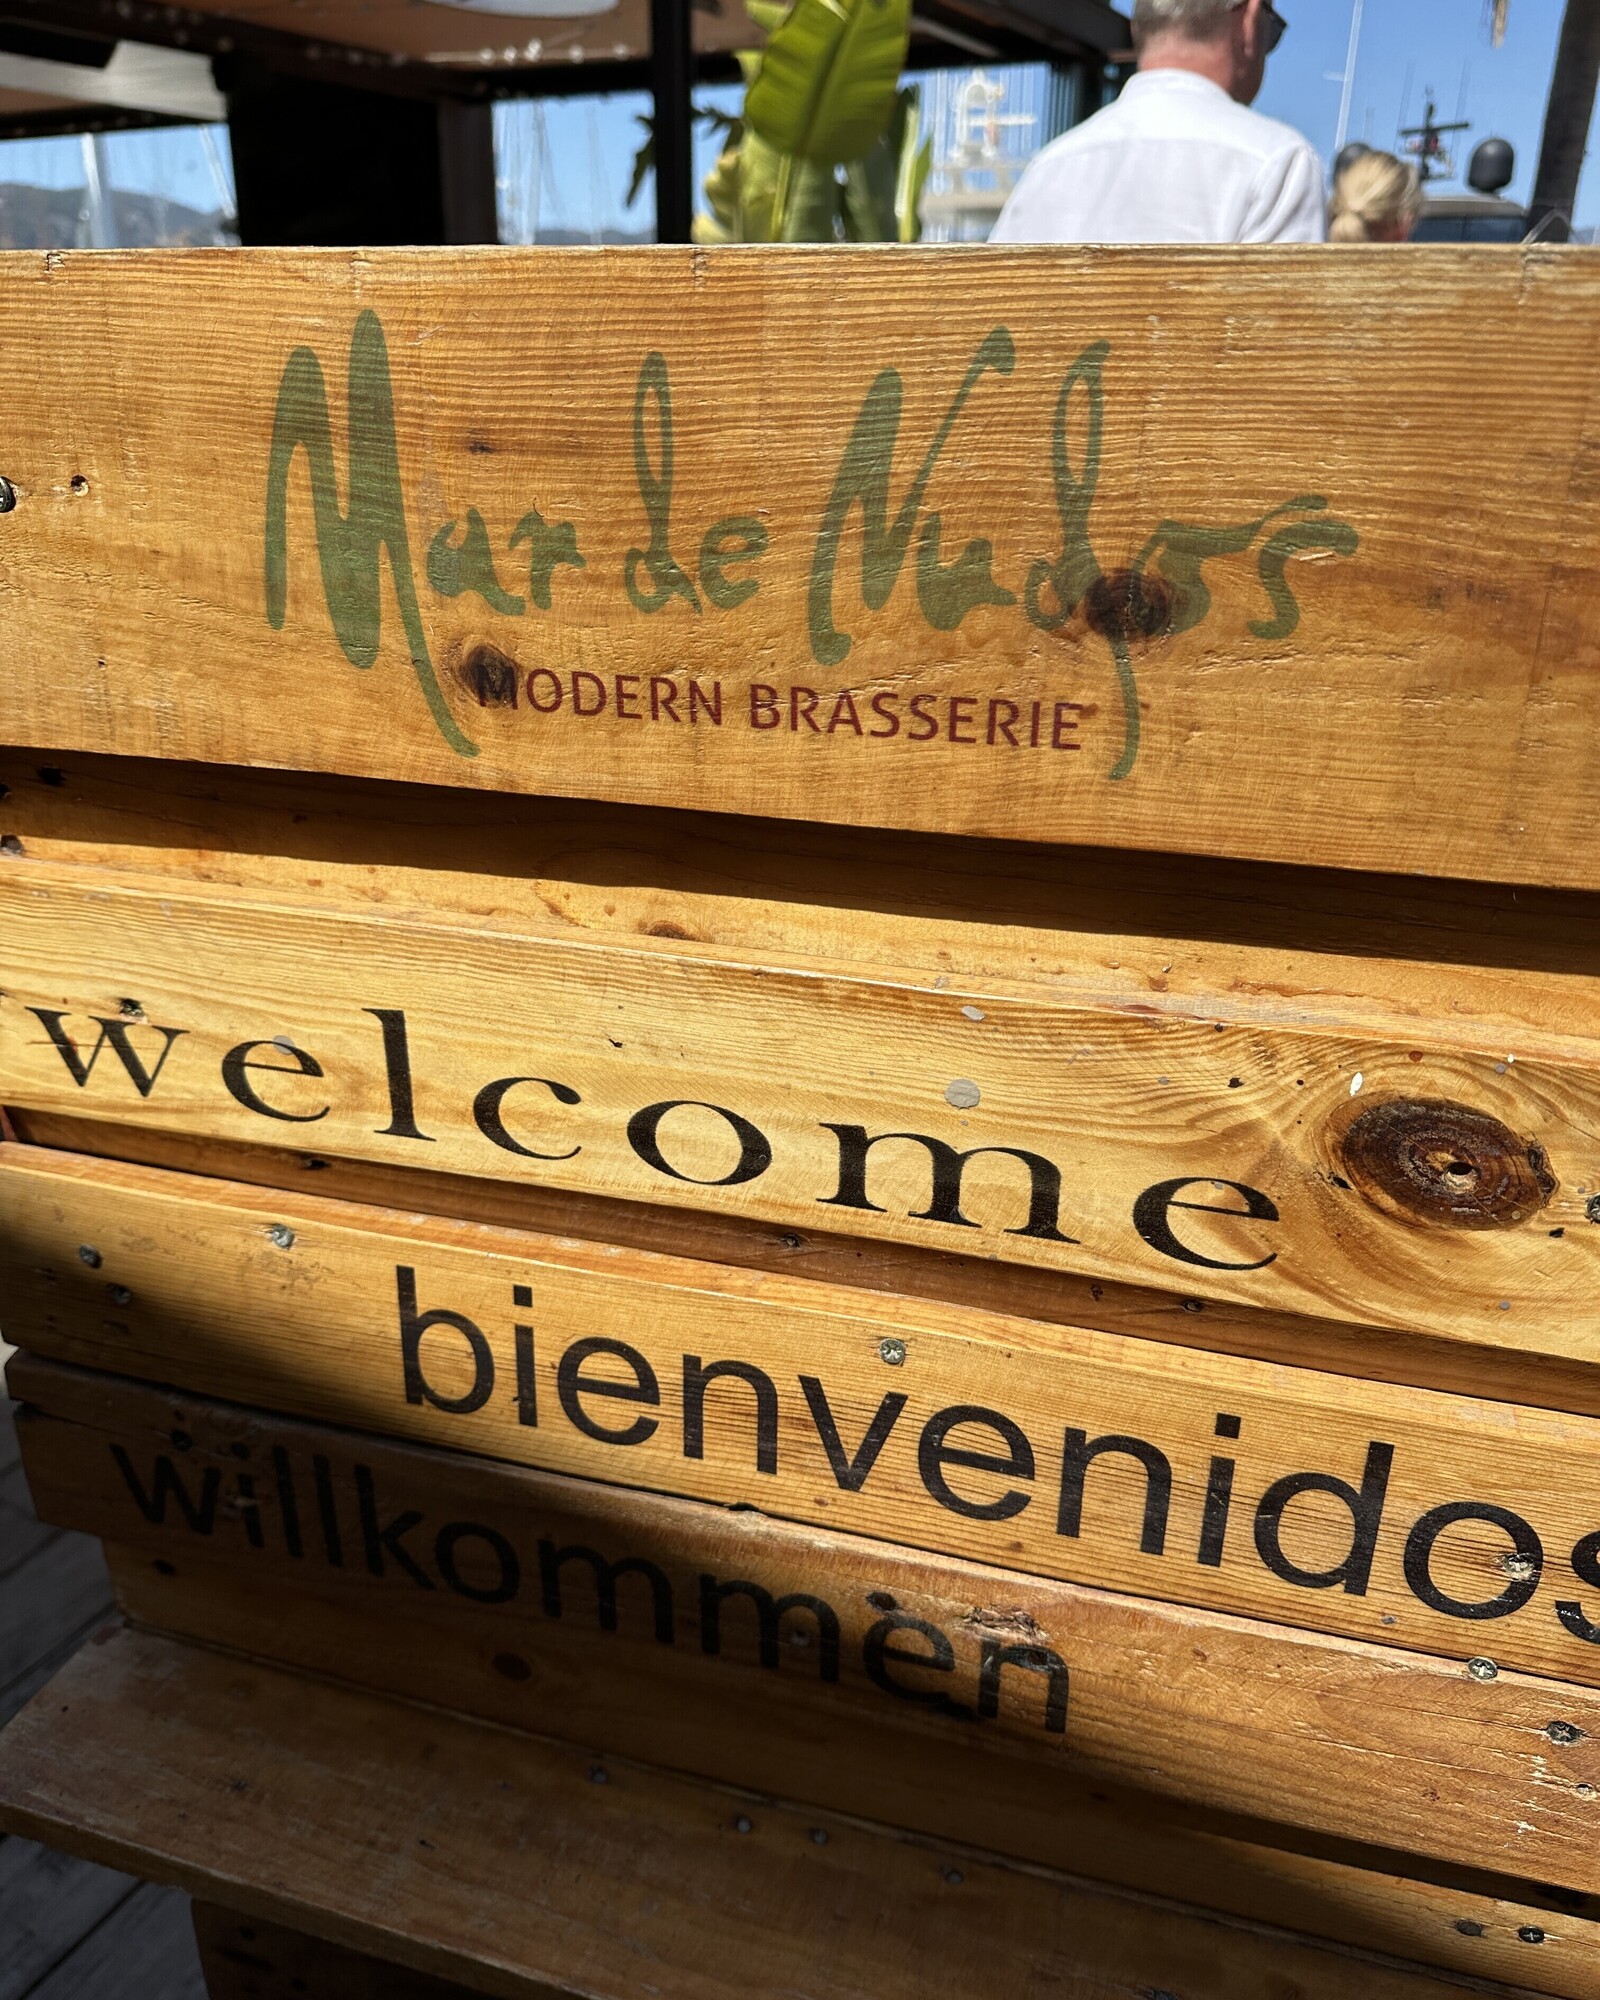 Mar de Nudos
MODERN BRASSERIE
welcome
bienvenidos
willkommen